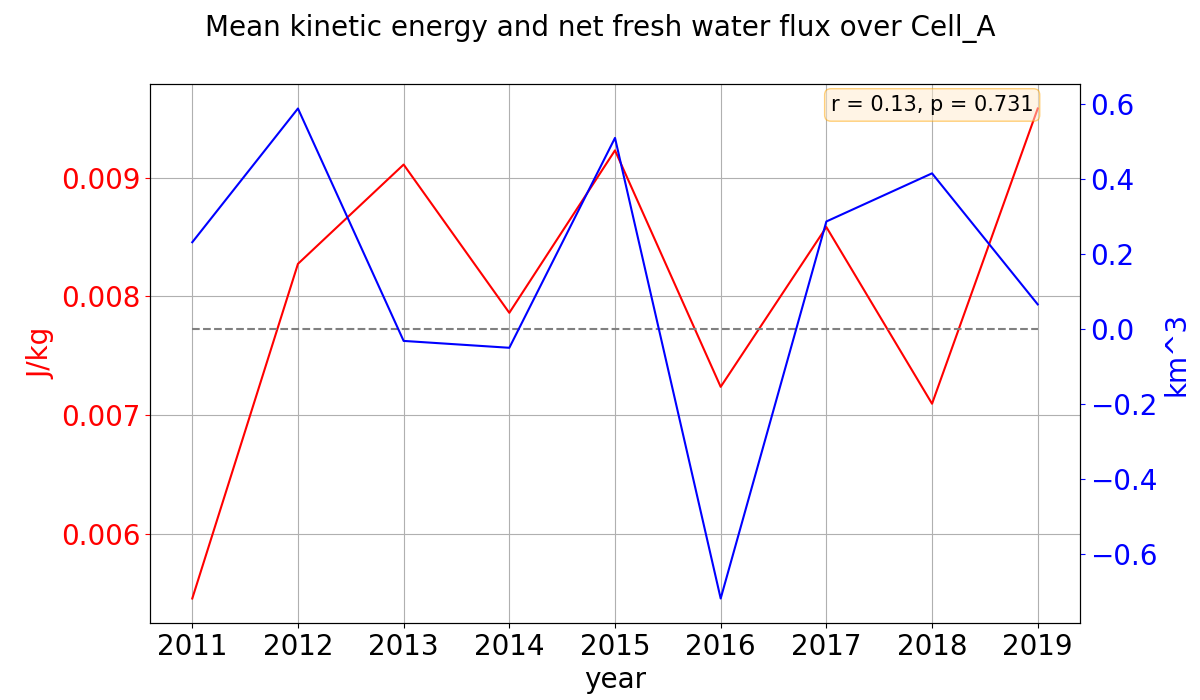 Mean kinetic energy and net fresh water flux over Cell_A
r = 0.13, p = 0.731
0.009
0.008
0.007
0.006
J/kg
0.6
0.4
0.2
0.0
−0.2
−0.4
−0.6
km^3
2011 2012 2013 2014 2015 2016 2017 2018 2019
year